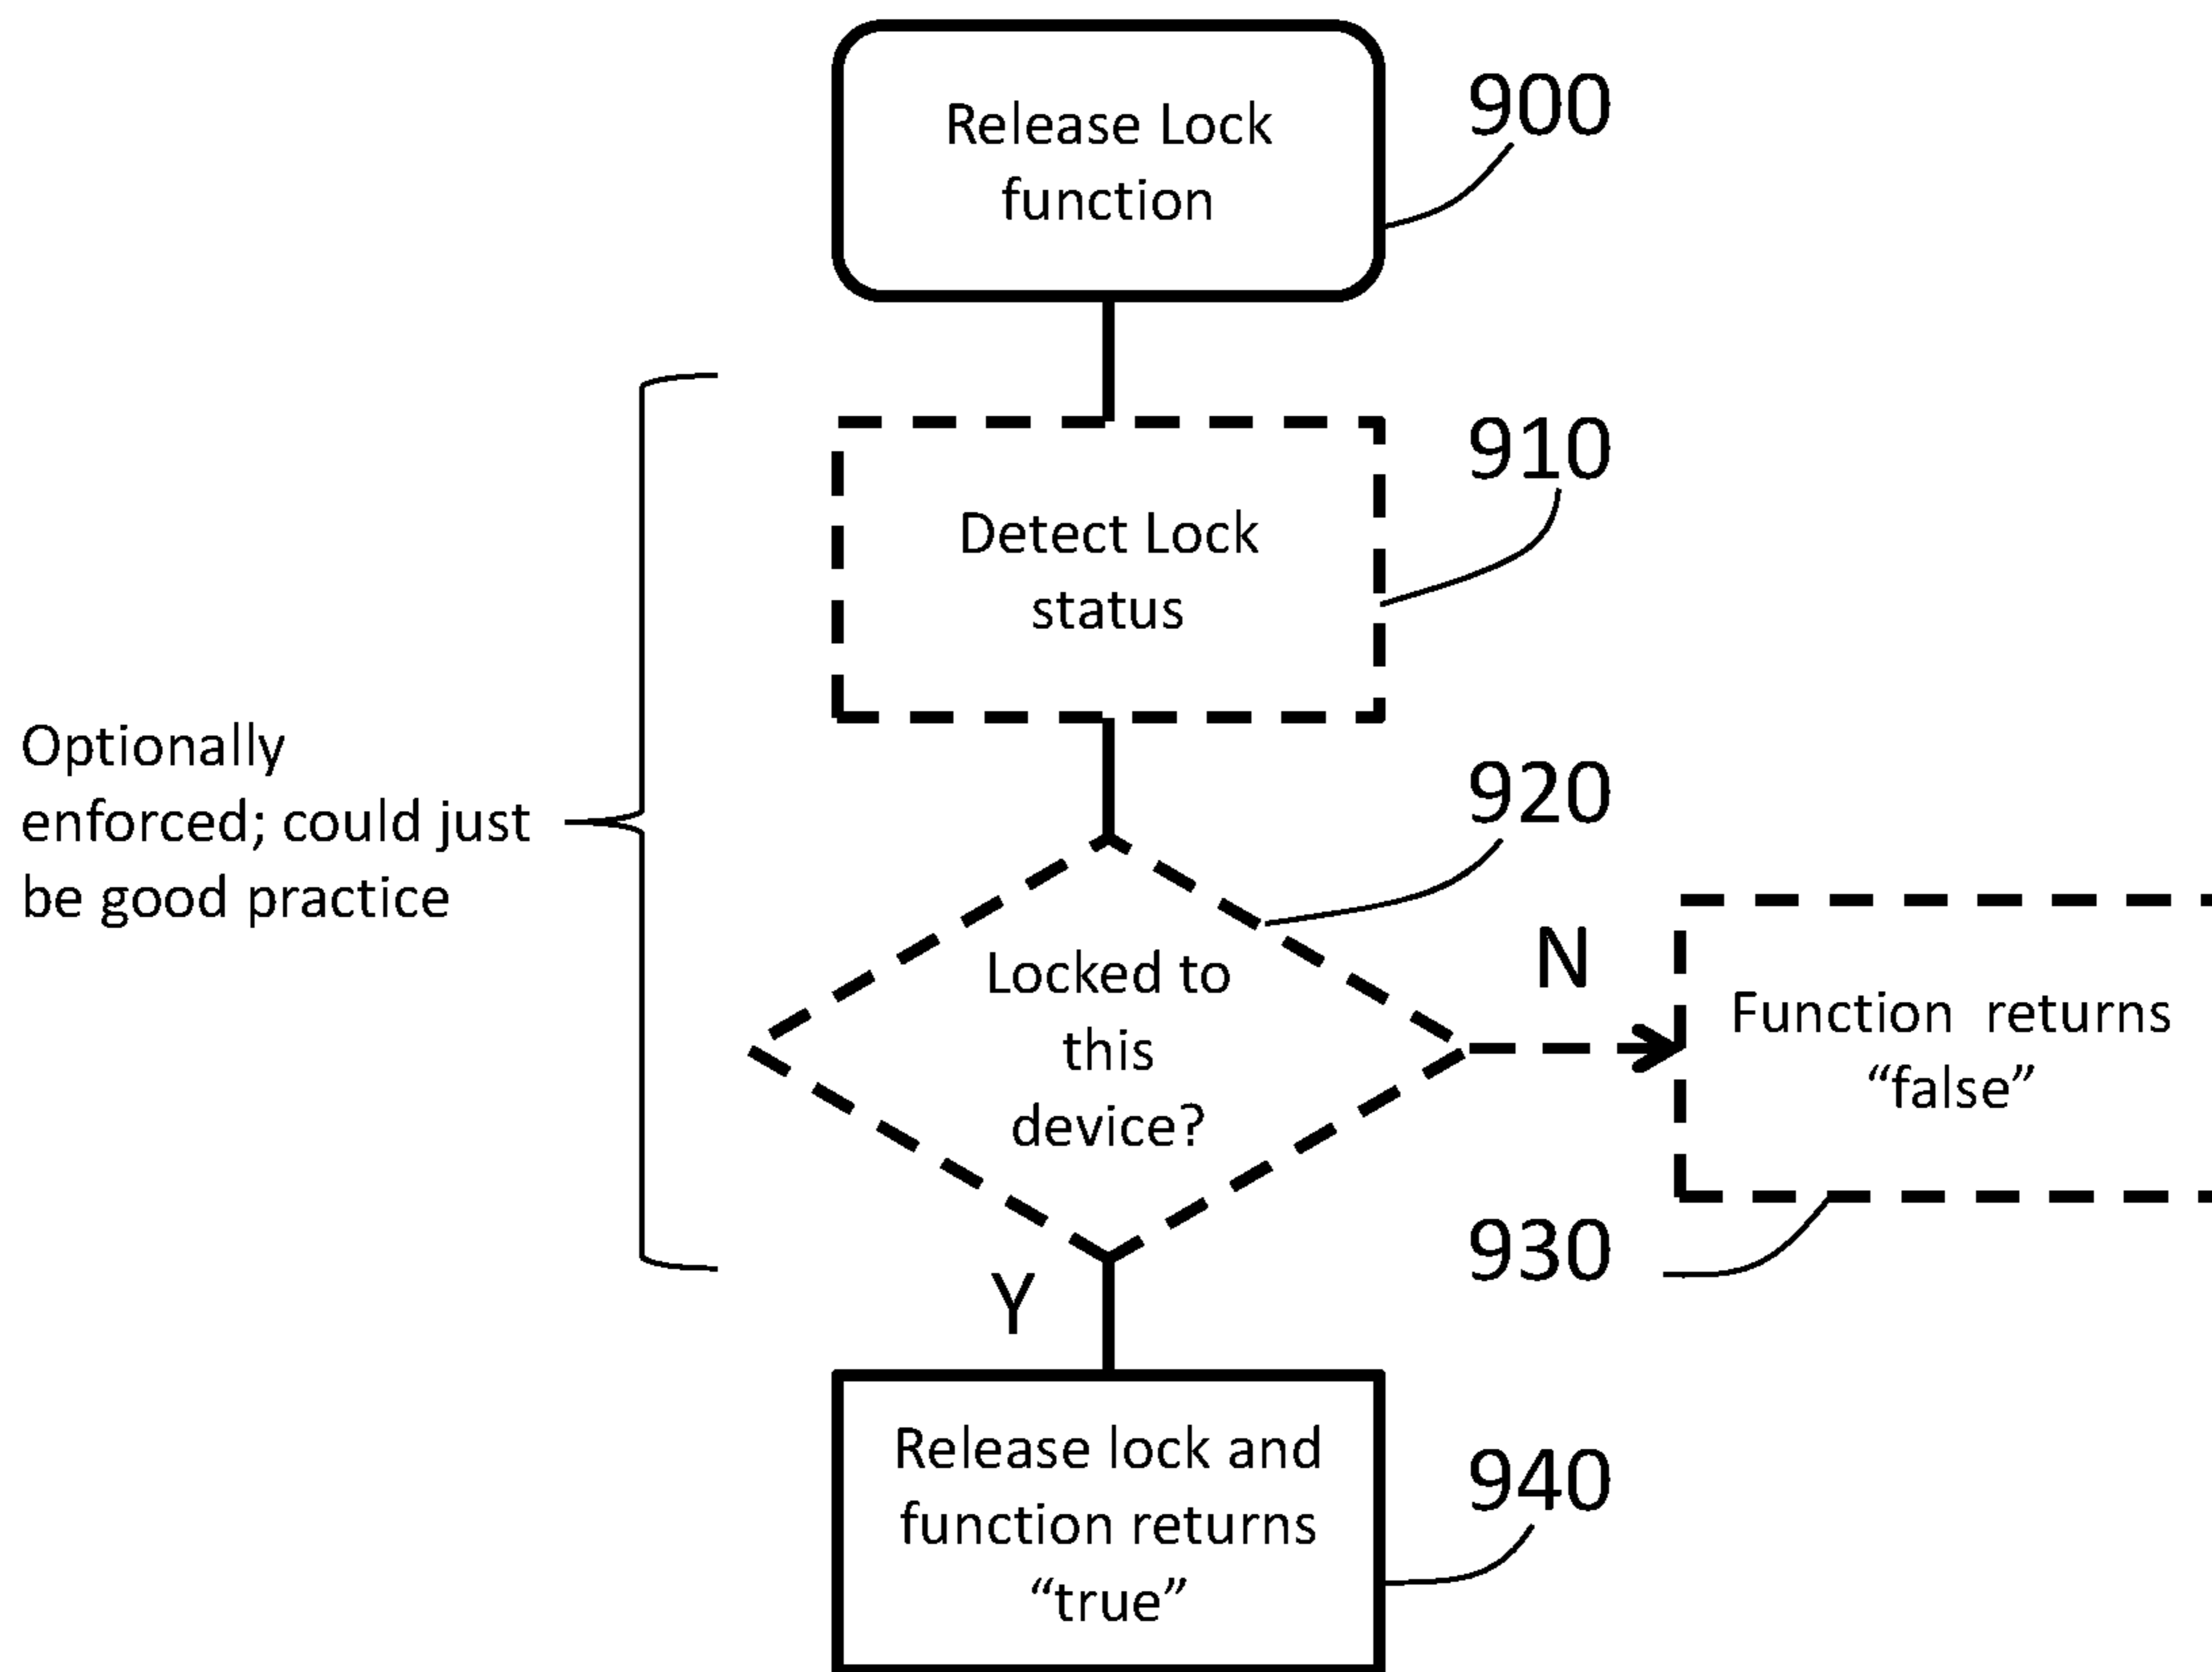 Release Lock
function
900
Detect Lock
status
910
Optionally
enforced; could just
be good practice
920
Locked to
this
device?
N
Function returns
“false”
930
Y
Release lock and
function returns
“true”
940